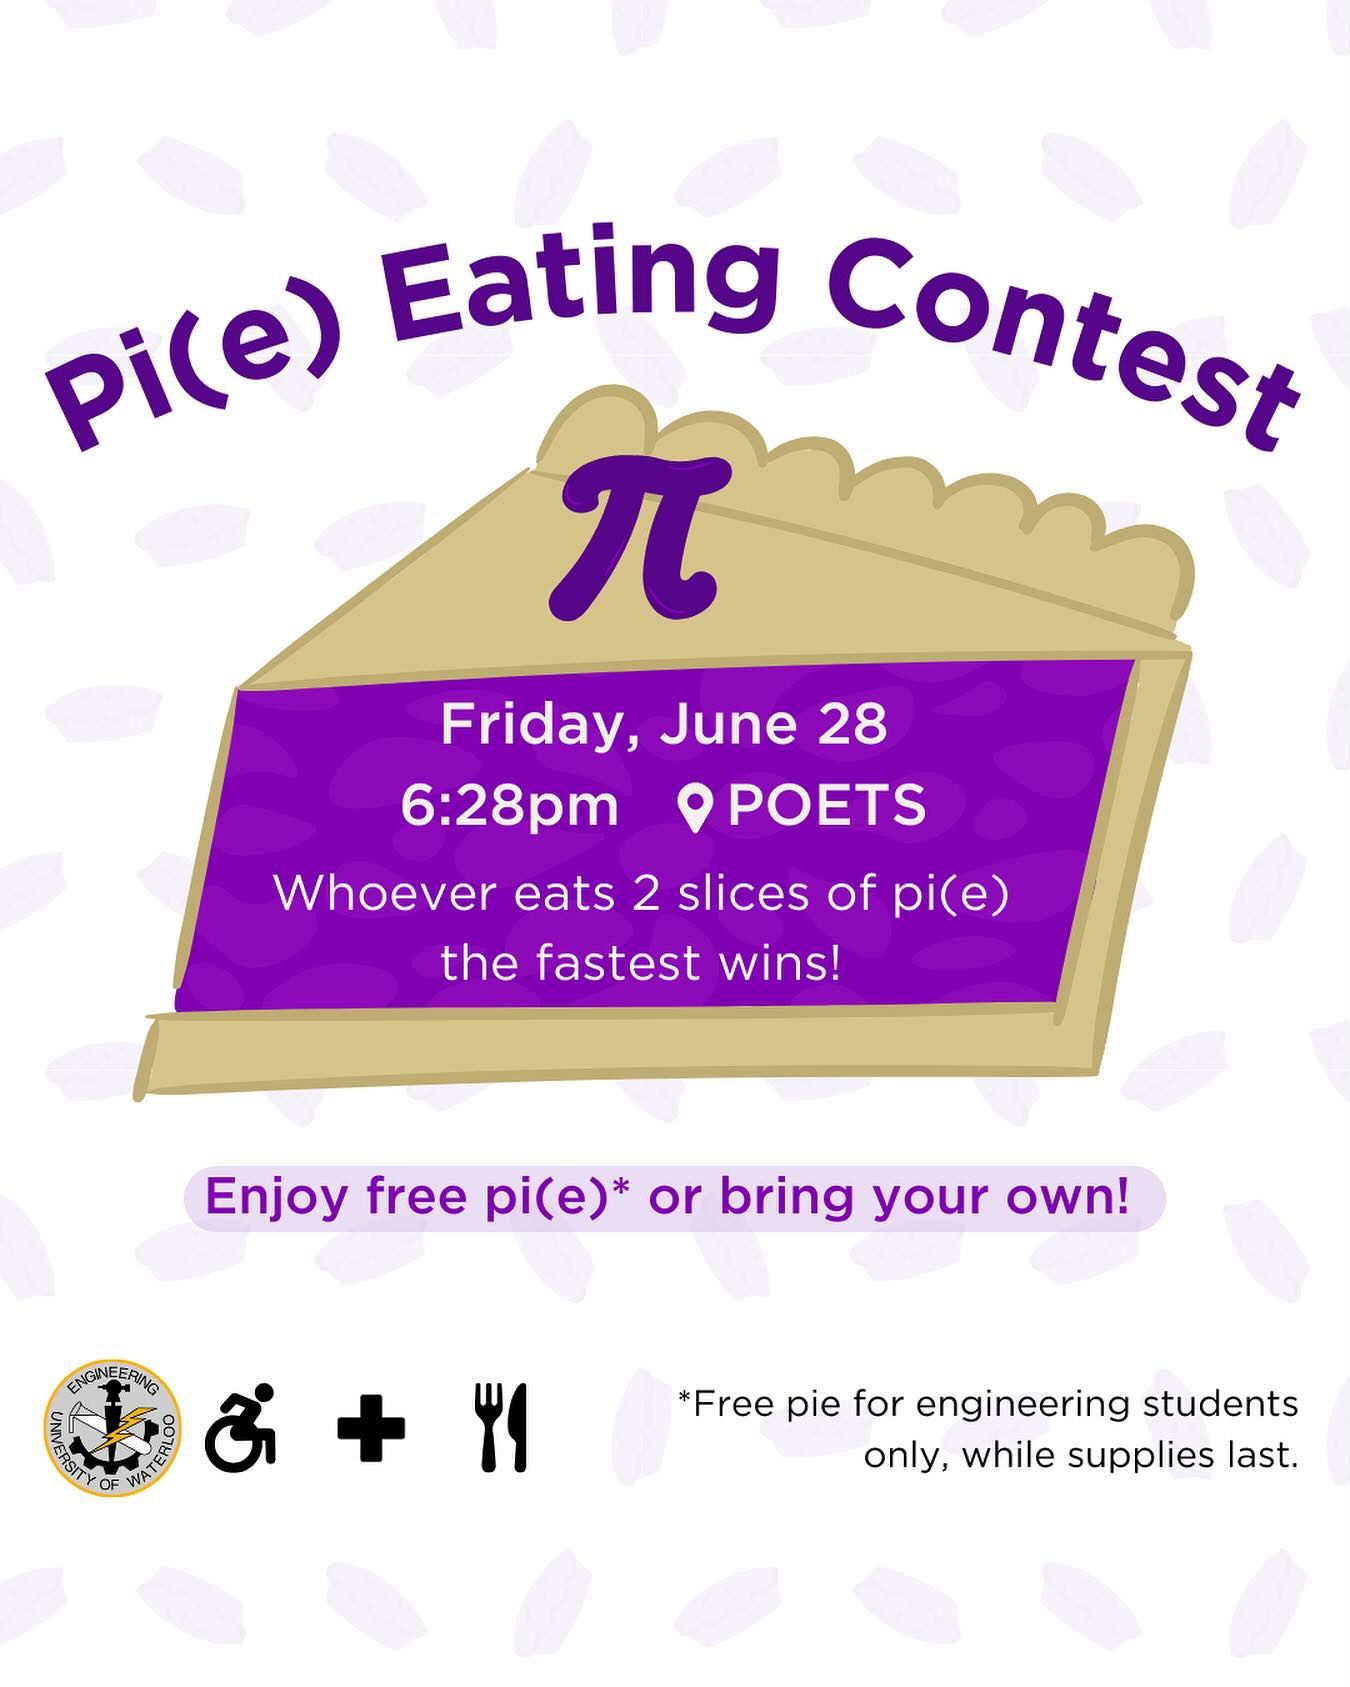 Pi(e) Eating Contest
π
Friday, June 28
6:28pm POETS
Whoever eats 2 slices of pi(e)
the fastest wins!
Enjoy free pi(e)* or bring your own!
ENGINEERING
UNIVERSITY OF WATERLOO
*Free pie for engineering students
only, while supplies last.